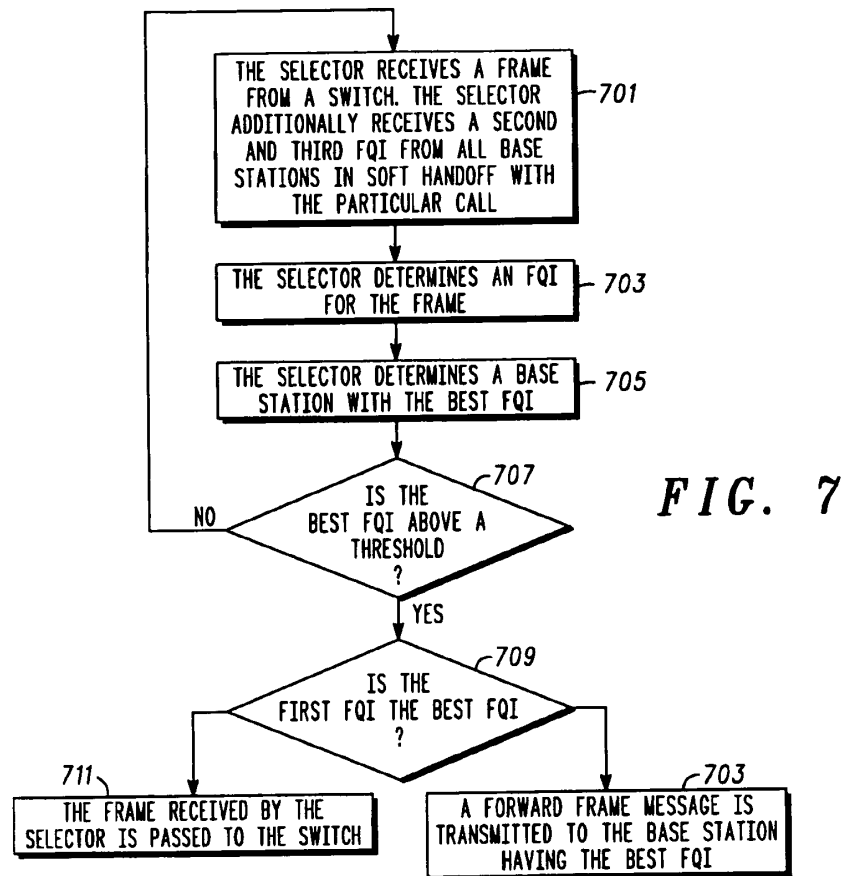 THE SELECTOR RECEIVES A FRAME
FROM A SWITCH. THE SELECTOR
ADDITIONALLY RECEIVES A SECOND
AND THIRD FQI FROM ALL BASE
STATIONS IN SOFT HANDOFF WITH
THE PARTICULAR CALL
701
THE SELECTOR DETERMINES AN FQI
FOR THE FRAME
703
THE SELECTOR DETERMINES A BASE
STATION WITH THE BEST FQI
705
707
IS THE
BEST FQI ABOVE A
THRESHOLD
?
NO
YES
FIG. 7
709
IS THE
FIRST FQI THE BEST FQI
?
711
THE FRAME RECEIVED BY THE
SELECTOR IS PASSED TO THE SWITCH
703
A FORWARD FRAME MESSAGE IS
TRANSMITTED TO THE BASE STATION
HAVING THE BEST FQI